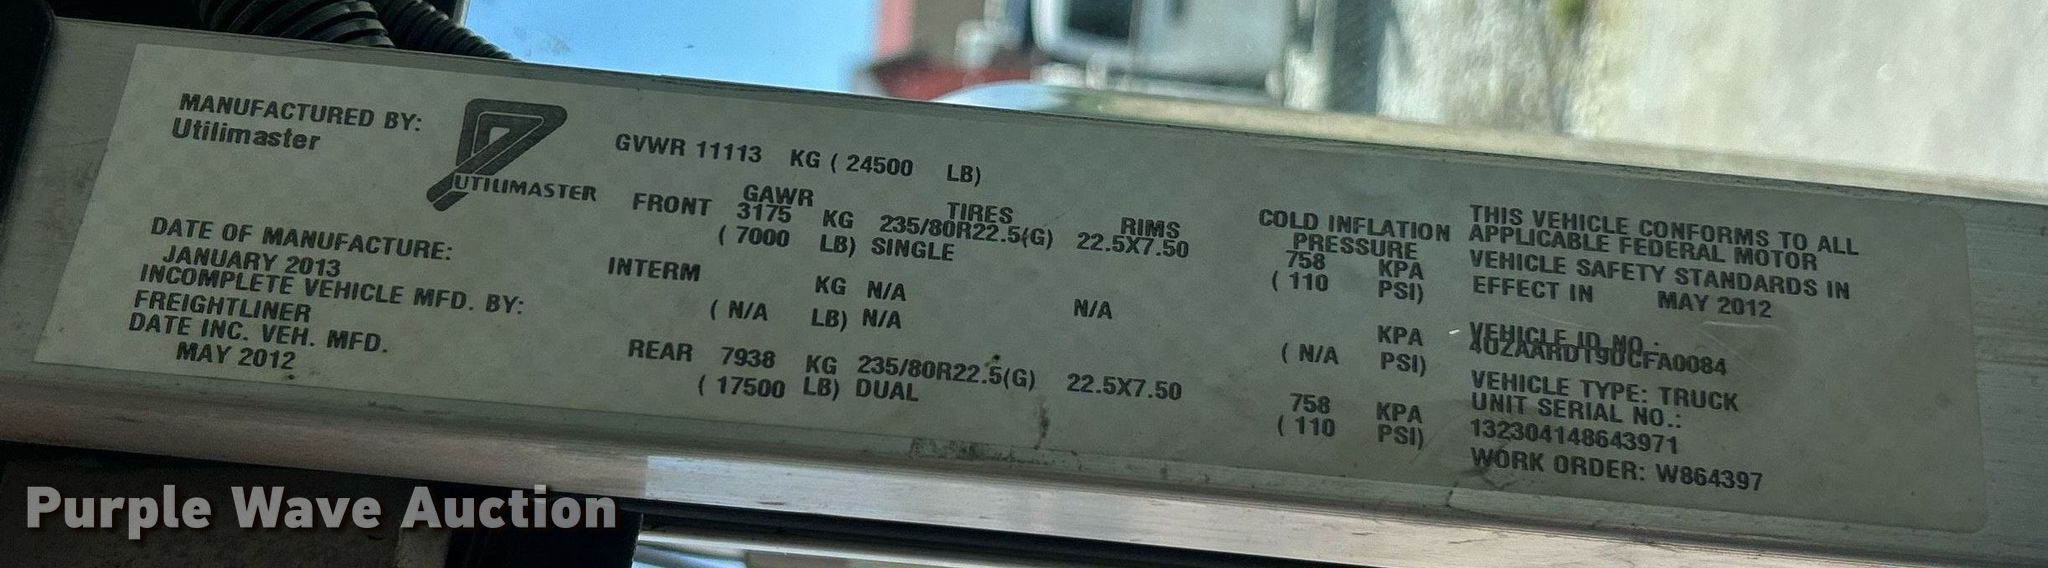 MANUFACTURED BY:
Utilimaster
UTILIMASTER
DATE OF MANUFACTURE:
JANUARY 2013
INCOMPLETE VEHICLE MFD. BY:
FREIGHTLINER
DATE INC. VEH. MFD.
MAY 2012
GVWR 11113 KG ( 24500 LB)
GAWR TIRES RIMS COLD INFLATION PRESSURE
FRONT 3175 KG 235/80R22.5(G) 22.5X7.50 758 KPA
( 7000 LB) SINGLE ( 110 PSI)
INTERM KG N/A N/A KPA
( N/A LB) N/A ( N/A PSI)
REAR 7938 KG 235/80R22.5(G) 22.5X7.50 758 KPA
( 17500 LB) DUAL ( 110 PSI)
THIS VEHICLE CONFORMS TO ALL
APPLICABLE FEDERAL MOTOR
VEHICLE SAFETY STANDARDS IN
EFFECT IN MAY 2012
VEHICLE ID NO.:
4UZAARDT9DCFA0084
VEHICLE TYPE: TRUCK
UNIT SERIAL NO.:
132304148643971
WORK ORDER: W864397
Purple Wave Auction